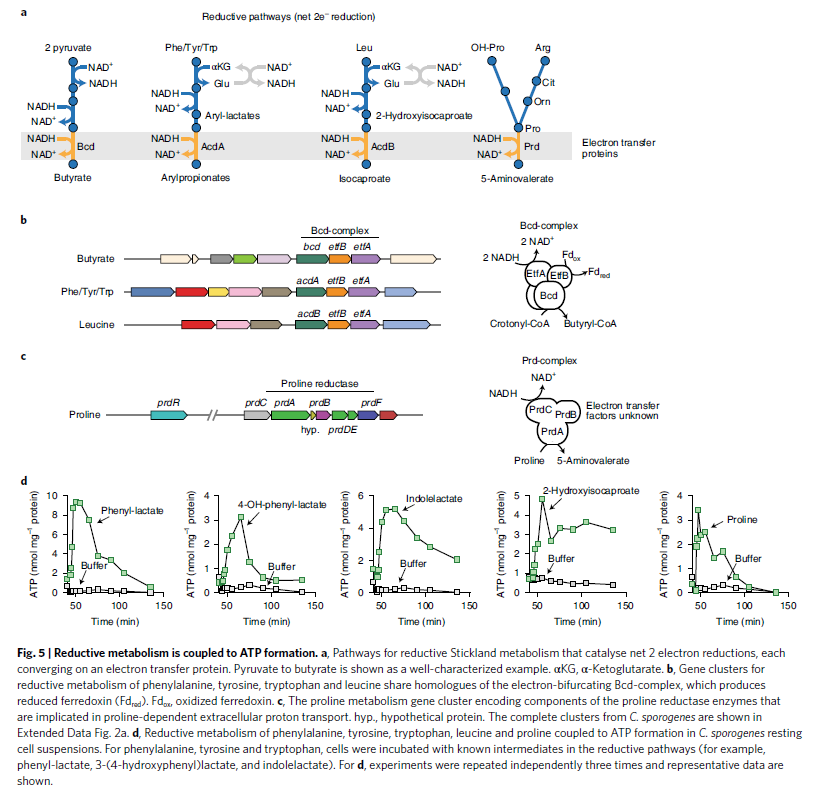 a
Reductive pathways (net 2e⁻ reduction)
2 pyruvate
Phe/Tyr/Trp
Leu
OH-Pro
Arg
NAD⁺
NADH
NADH
NAD⁺
NADH
NAD⁺
Bcd
Butyrate
αKG
Glu
NAD⁺
NADH
NADH
NAD⁺
Aryl-lactates
NADH
NAD⁺
AcdA
Arylpropionates
αKG
Glu
NAD⁺
NADH
NADH
NAD⁺
2-Hydroxyisocaproate
NADH
NAD⁺
AcdB
Isocaproate
Cit
Orn
Pro
NADH
NAD⁺
Prd
5-Aminovalerate
Electron transfer
proteins
b
Bcd-complex
bcd etfB etfA
Butyrate
acdA etfB etfA
Phe/Tyr/Trp
acdB etfB etfA
Leucine
Bcd-complex
2 NAD⁺
2 NADH
Fdox
Fdred
EtfA
EtfB
Bcd
Crotonyl-CoA
Butyryl-CoA
c
Proline reductase
prdR
prdC prdA prdB prdF
Proline
hyp. prdDE
Prd-complex
NAD⁺
NADH
PrdC
PrdB
PrdA
Electron transfer
factors unknown
Proline
5-Aminovalerate
d
ATP (nmol mg⁻¹ protein)
10
8
6
4
2
0
Phenyl-lactate
Buffer
50 100 150
Time (min)
ATP (nmol mg⁻¹ protein)
4
3
2
1
0
4-OH-phenyl-lactate
Buffer
50 100 150
Time (min)
ATP (nmol mg⁻¹ protein)
6
4
2
0
Indolelactate
Buffer
50 100 150
Time (min)
ATP (nmol mg⁻¹ protein)
5
4
3
2
1
0
2-Hydroxyisocaproate
Buffer
50 100 150
Time (min)
ATP (nmol mg⁻¹ protein)
4
3
2
1
0
Proline
Buffer
50 100 150
Time (min)
Fig. 5 | Reductive metabolism is coupled to ATP formation. a, Pathways for reductive Stickland metabolism that catalyse net 2 electron reductions, each
converging on an electron transfer protein. Pyruvate to butyrate is shown as a well-characterized example. αKG, α-Ketoglutarate. b, Gene clusters for
reductive metabolism of phenylalanine, tyrosine, tryptophan and leucine share homologues of the electron-bifurcating Bcd-complex, which produces
reduced ferredoxin (Fdred). Fdox, oxidized ferredoxin. c, The proline metabolism gene cluster encoding components of the proline reductase enzymes that
are implicated in proline-dependent extracellular proton transport. hyp., hypothetical protein. The complete clusters from C. sporogenes are shown in
Extended Data Fig. 2a. d, Reductive metabolism of phenylalanine, tyrosine, tryptophan, leucine and proline coupled to ATP formation in C. sporogenes resting
cell suspensions. For phenylalanine, tyrosine and tryptophan, cells were incubated with known intermediates in the reductive pathways (for example,
phenyl-lactate, 3-(4-hydroxyphenyl)lactate, and indolelactate). For d, experiments were repeated independently three times and representative data are
shown.